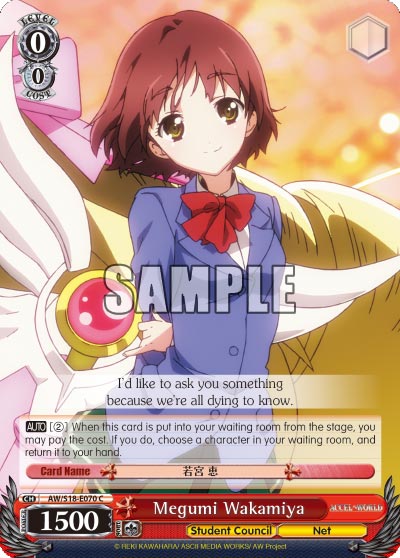 LEVEL
0
0
COST
SAMPLE
I'd like to ask you something
because we're all dying to know.
AUTO [②] When this card is put into your waiting room from the stage, you
may pay the cost. If you do, choose a character in your waiting room, and
return it to your hand.
Card Name 若宮 恵
CH AW/S18-E070 C
POWER 1500 SOUL Megumi Wakamiya ACCEL WORLD
Student Council Net
© REKI KAWAHARA/ ASCII MEDIA WORKS/ AW Project